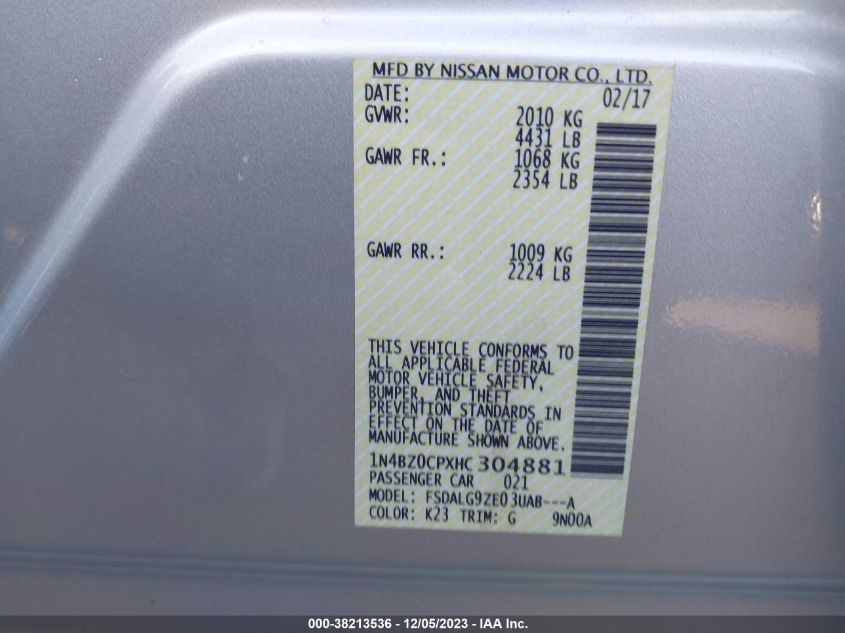 MFD BY NISSAN MOTOR CO., LTD.
DATE: 02/17
GVWR: 2010 KG
4431 LB
GAWR FR.: 1068 KG
2354 LB
GAWR RR.: 1009 KG
2224 LB
THIS VEHICLE CONFORMS TO
ALL APPLICABLE FEDERAL
MOTOR VEHICLE SAFETY,
BUMPER, AND THEFT
PREVENTION STANDARDS IN
EFFECT ON THE DATE OF
MANUFACTURE SHOWN ABOVE.
1N4BZ0CPXHC304881
PASSENGER CAR 021
MODEL: FSDALG9ZE03UAB---A
COLOR: K23 TRIM: G 9N00A
000-38213536 - 12/05/2023 - IAA Inc.